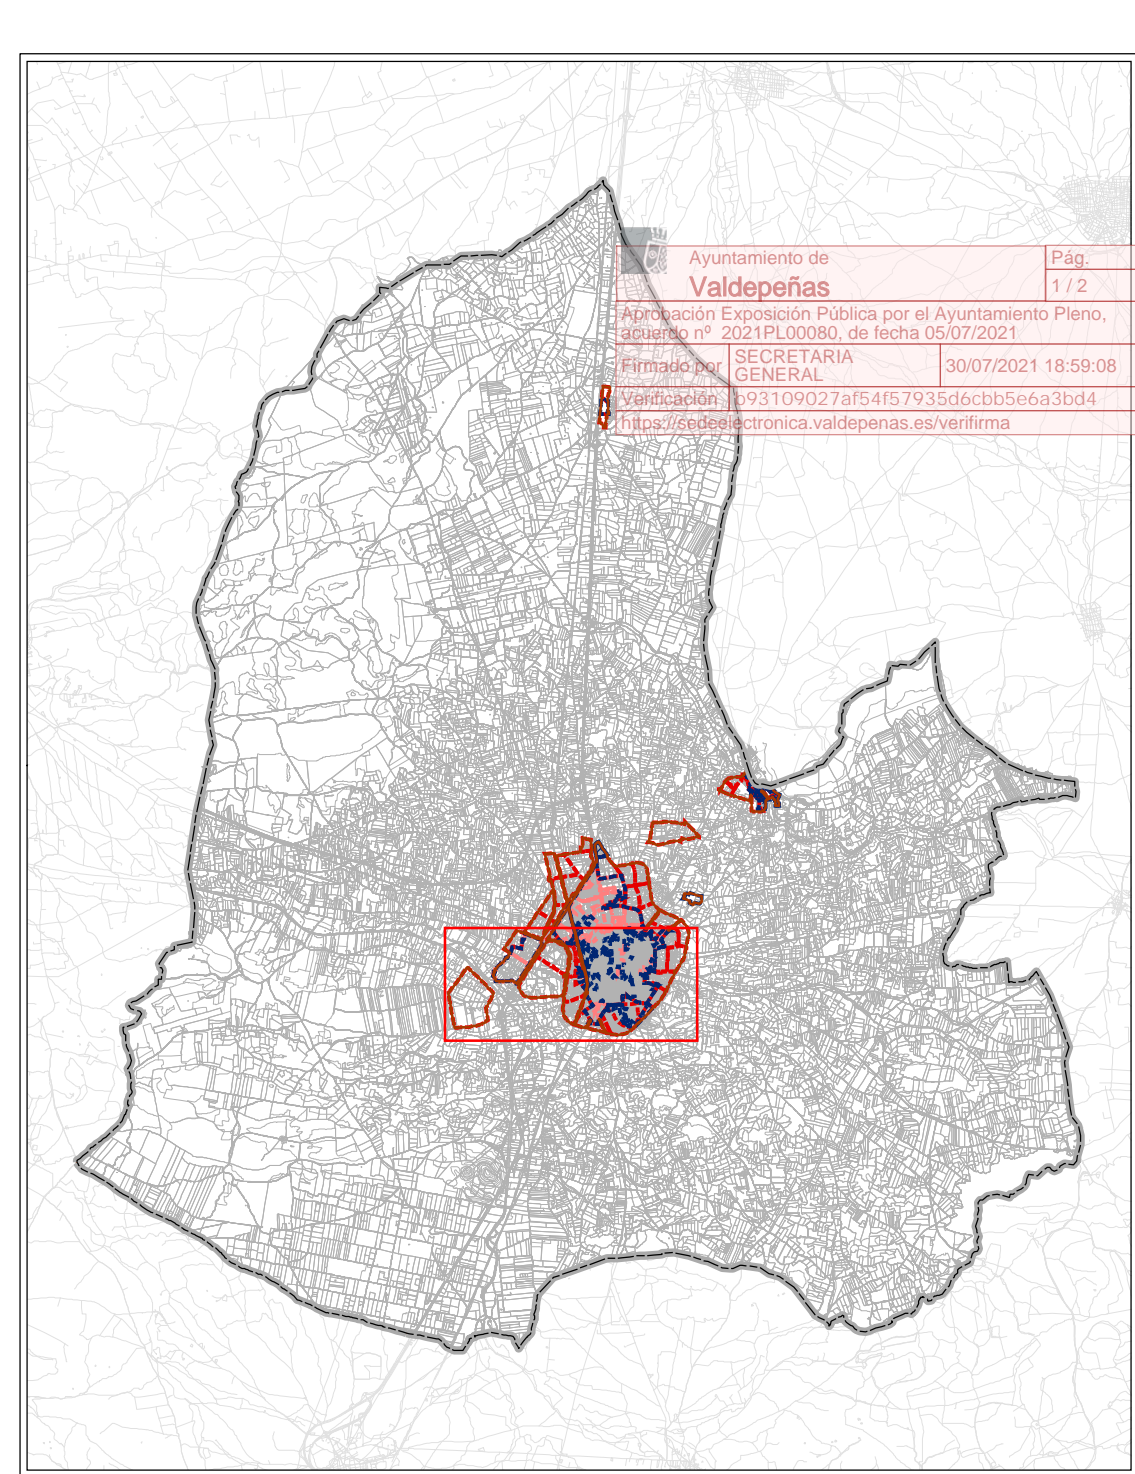 Ayuntamiento de
Valdepeñas
Pág.
1 / 2
Aprobación Exposición Pública por el Ayuntamiento Pleno,
acuerdo nº 2021PL00080, de fecha 05/07/2021
Firmado por
SECRETARIA
GENERAL
30/07/2021 18:59:08
Verificación
b93109027af54f57935d6cbb5e6a3bd4
https://sedeelectronica.valdepenas.es/verifirma